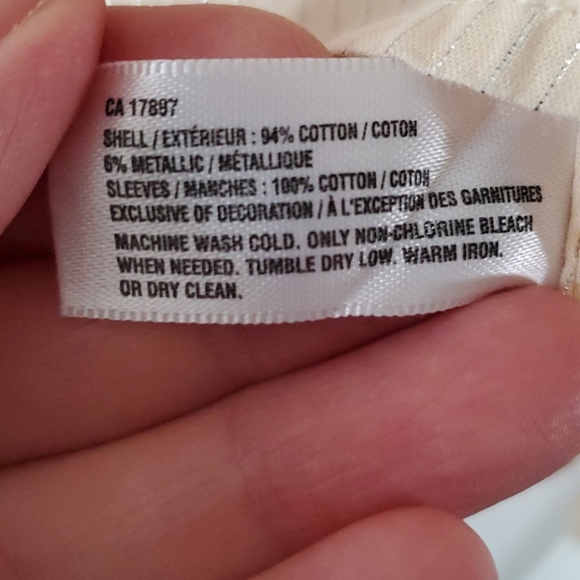 CA 17897
SHELL / EXTÉRIEUR : 94% COTTON / COTON
6% METALLIC / MÉTALLIQUE
SLEEVES / MANCHES : 100% COTTON / COTON
EXCLUSIVE OF DECORATION / À L'EXCEPTION DES GARNITURES
MACHINE WASH COLD. ONLY NON-CHLORINE BLEACH
WHEN NEEDED. TUMBLE DRY LOW. WARM IRON.
OR DRY CLEAN.